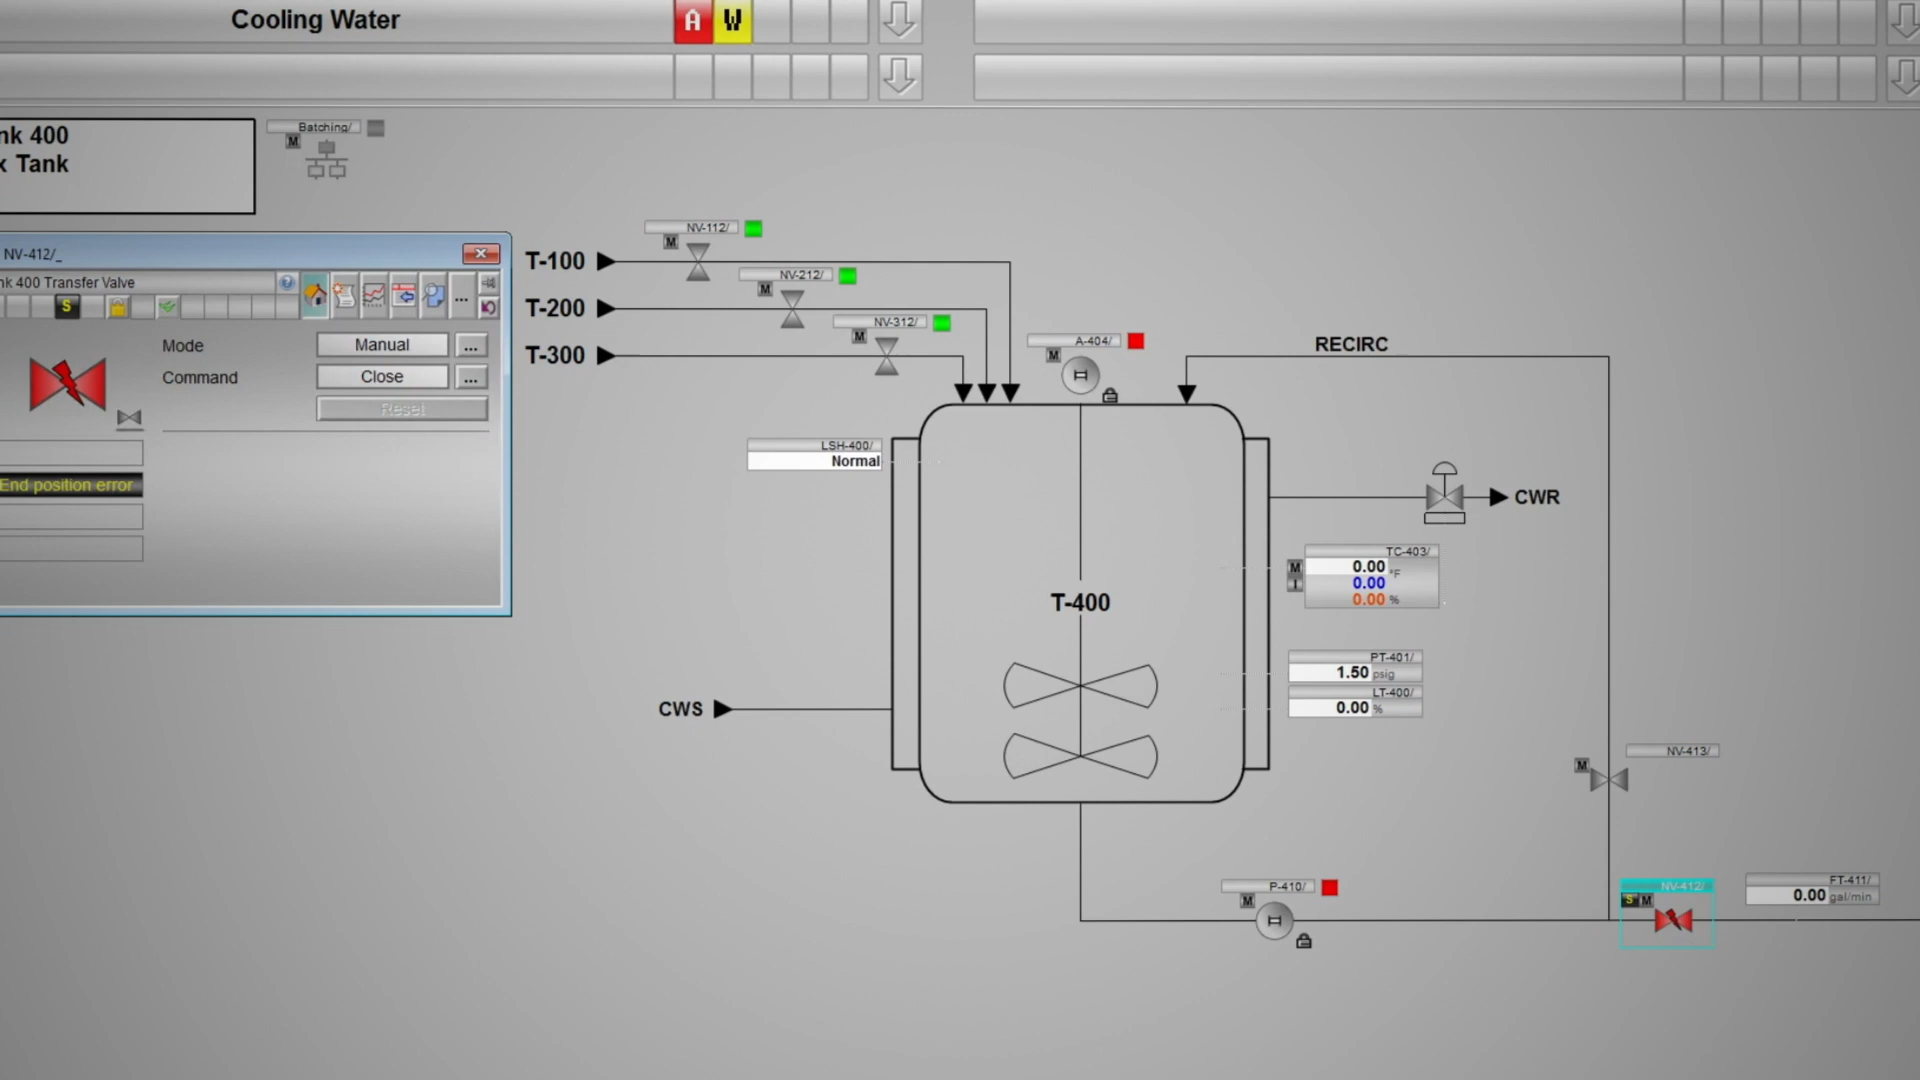 Cooling Water
A W
nk 400
x Tank
Batching/
M
NV-412/_
nk 400 Transfer Valve
S
...
Mode
Manual
...
Command
Close
...
Reset
End position error
T-100
NV-112/
M
T-200
NV-212/
M
T-300
NV-312/
M
A-404/
M
RECIRC
LSH-400/
Normal
CWR
TC-403/
M
I
0.00 °F
0.00
0.00 %
T-400
PT-401/
1.50 psig
LT-400/
0.00 %
CWS
NV-413/
M
P-410/
M
NV-412/
S M
FT-411/
0.00 gal/min